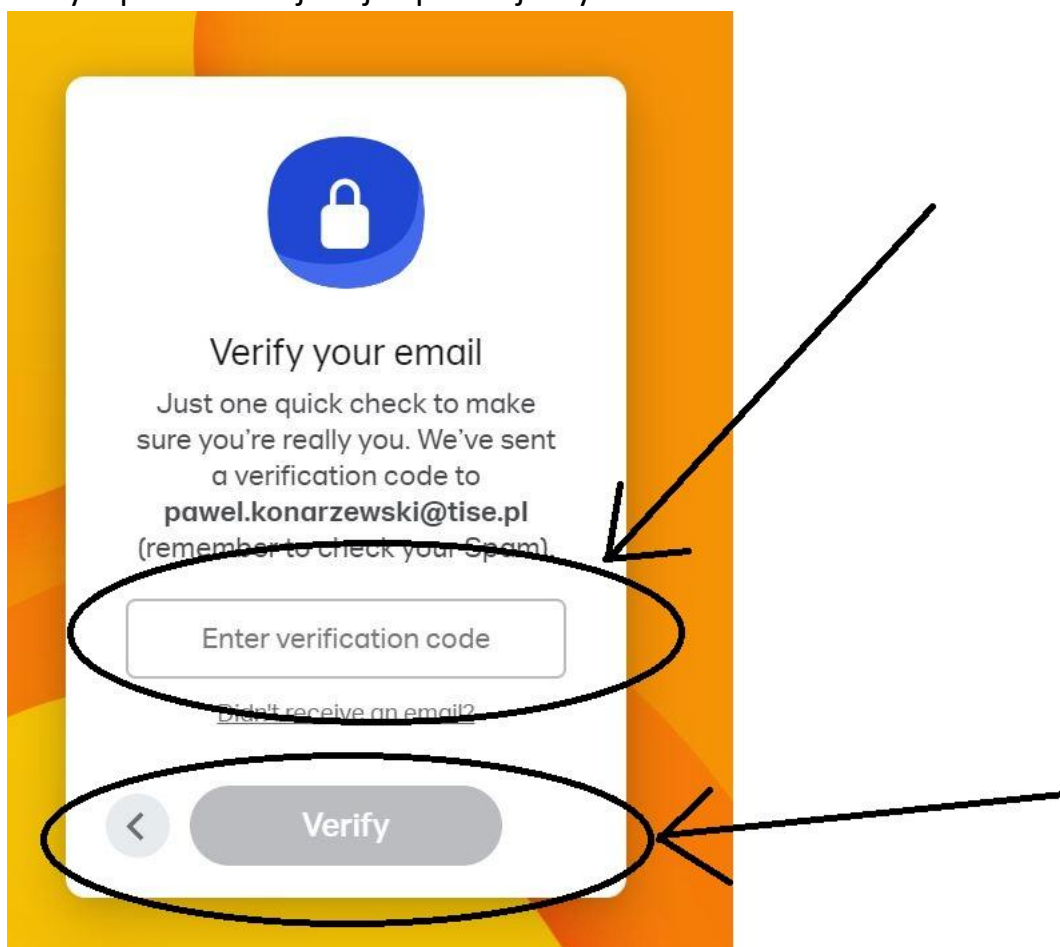 Verify your email
Just one quick check to make
sure you're really you. We've sent
a verification code to
pawel.konarzewski@tise.pl
(remember to check your Spam).
Enter verification code
Didn't receive an email?
Verify